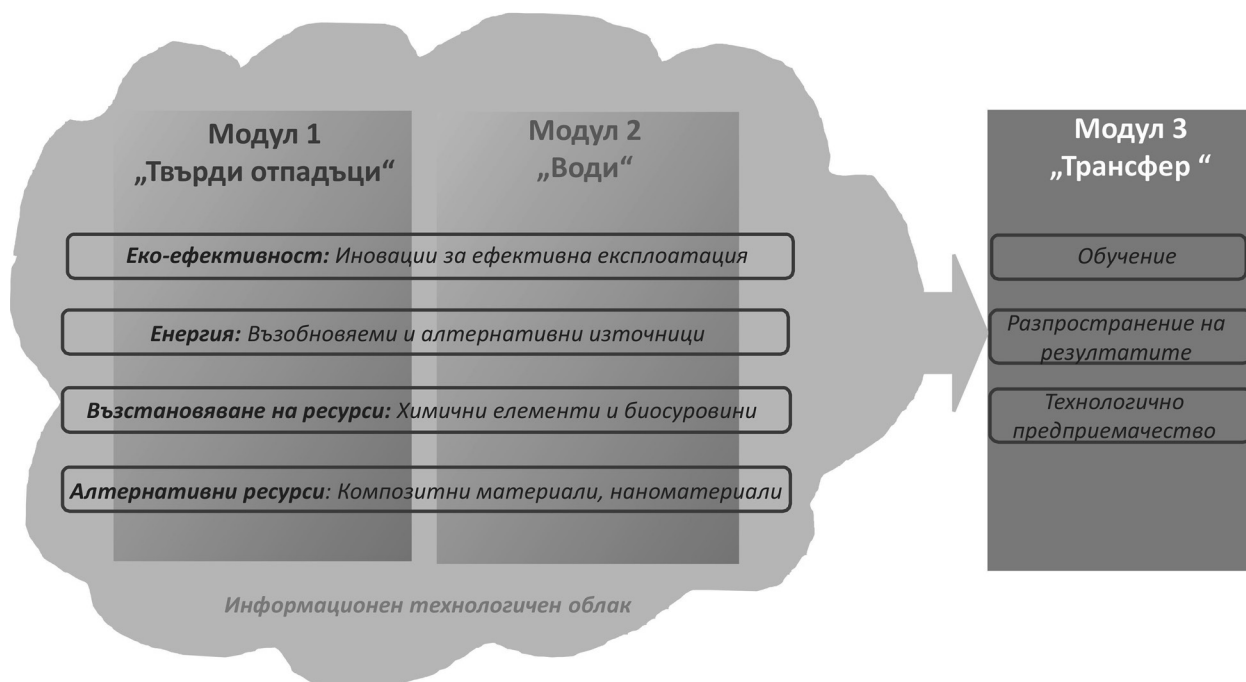 Модул 1
„Твърди отпадъци“
Модул 2
„Води“
Еко-ефективност: Иновации за ефективна експлоатация
Енергия: Възобновяеми и алтернативни източници
Възстановяване на ресурси: Химични елементи и биосуровини
Алтернативни ресурси: Композитни материали, наноматериали
Информационен технологичен облак
Модул 3
„Трансфер “
Обучение
Разпространение на
резултатите
Технологично
предприемачество